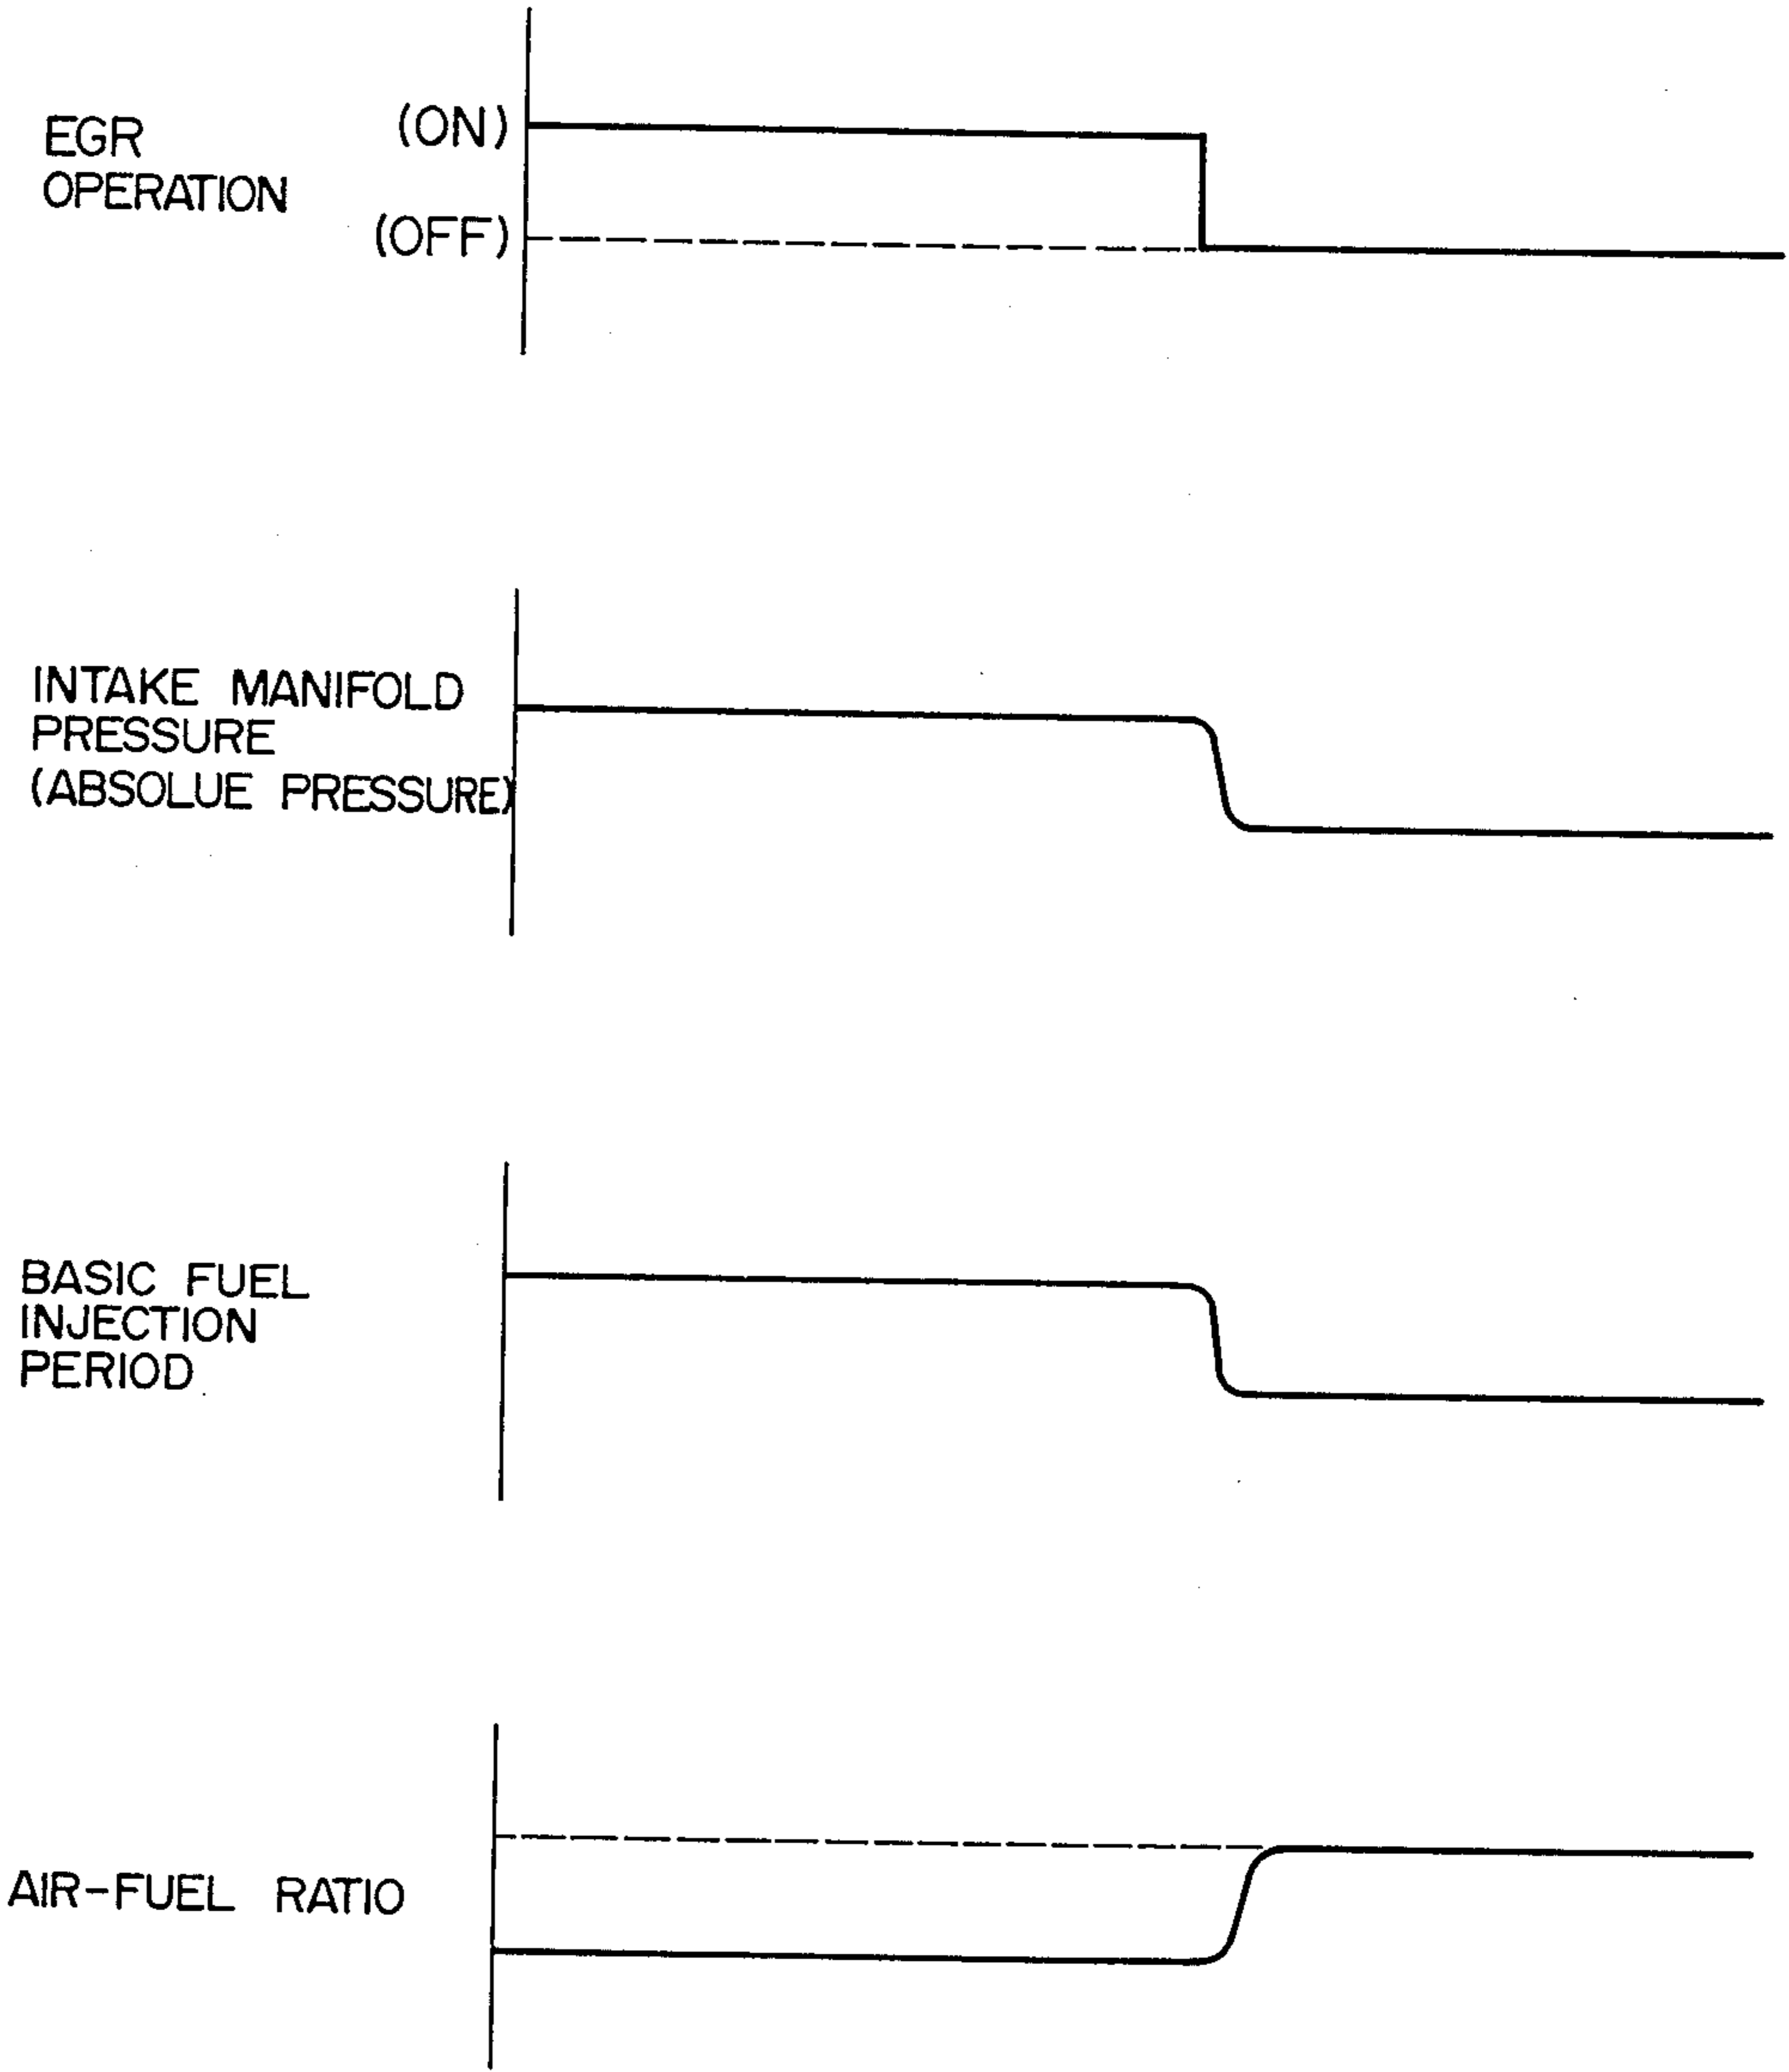 EGR
OPERATION
(ON)
(OFF)
INTAKE MANIFOLD
PRESSURE
(ABSOLUE PRESSURE)
BASIC FUEL
INJECTION
PERIOD
AIR-FUEL RATIO